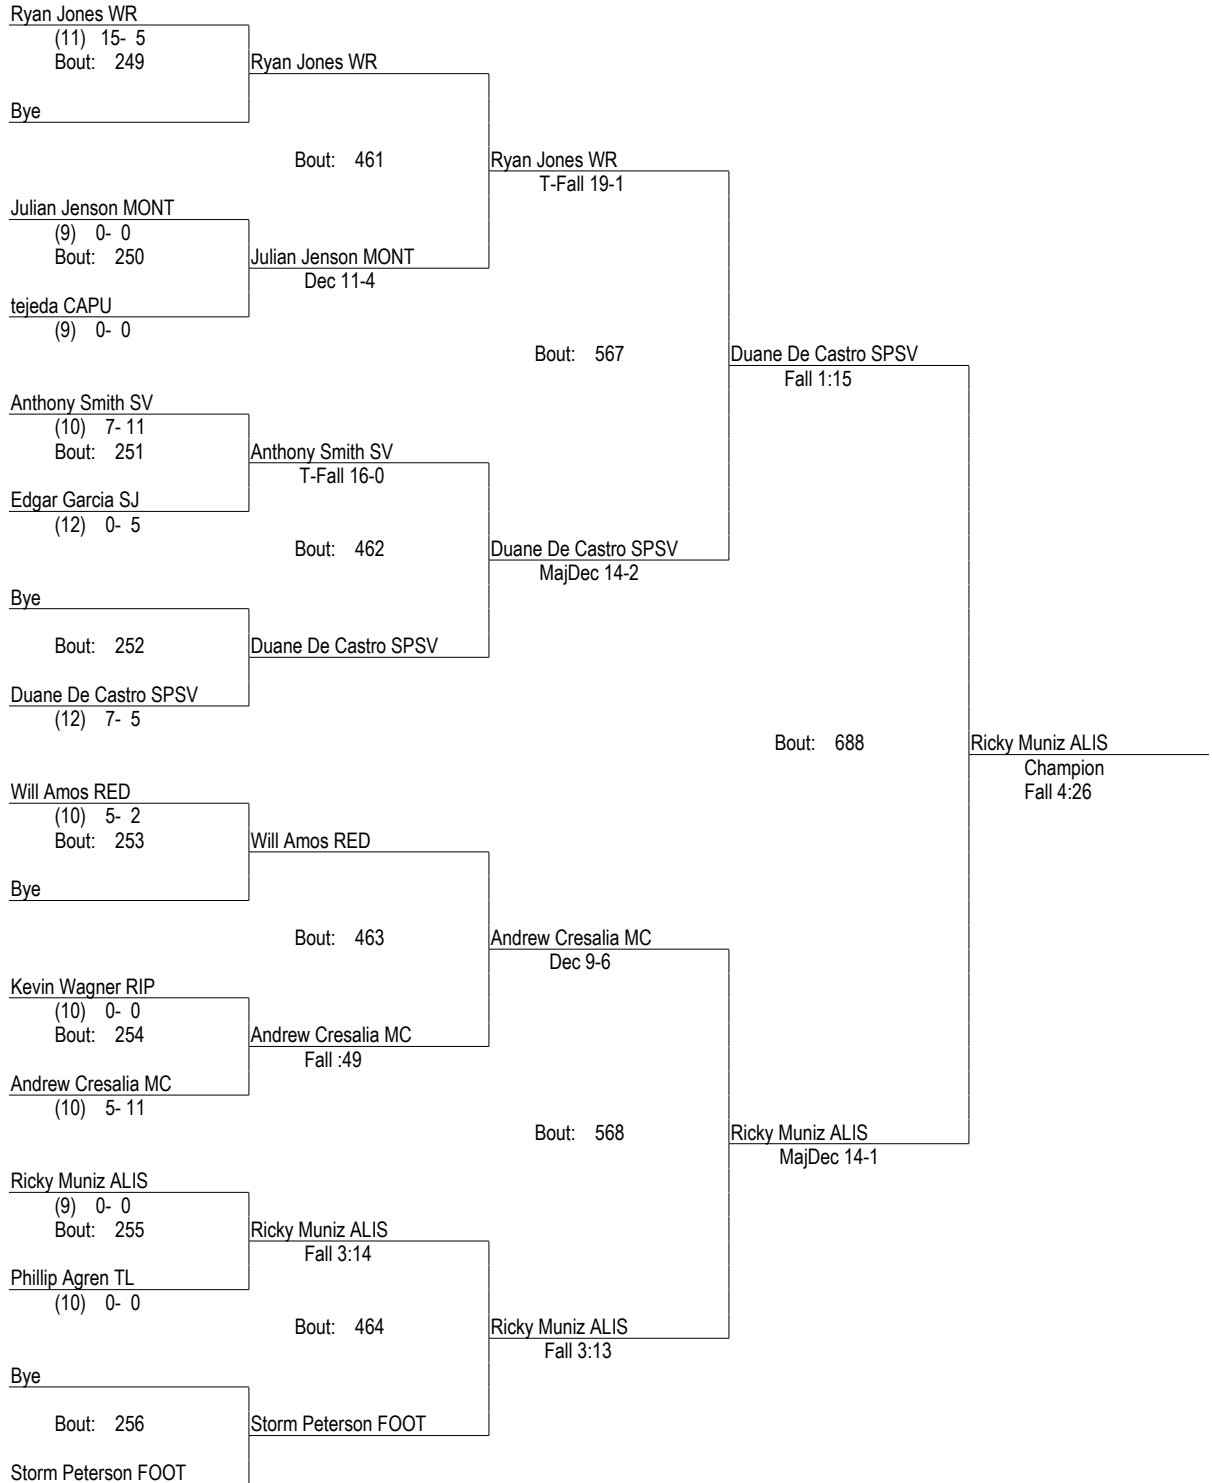 Ryan Jones WR
(11) 15- 5
Bout: 249
Ryan Jones WR
Bye
Bout: 461
Ryan Jones WR
T-Fall 19-1
Julian Jenson MONT
(9) 0- 0
Bout: 250
Julian Jenson MONT
Dec 11-4
tejeda CAPU
(9) 0- 0
Bout: 567
Duane De Castro SPSV
Fall 1:15
Anthony Smith SV
(10) 7- 11
Bout: 251
Anthony Smith SV
T-Fall 16-0
Edgar Garcia SJ
(12) 0- 5
Bout: 462
Duane De Castro SPSV
MajDec 14-2
Bye
Bout: 252
Duane De Castro SPSV
Duane De Castro SPSV
(12) 7- 5
Bout: 688
Ricky Muniz ALIS
Champion
Fall 4:26
Will Amos RED
(10) 5- 2
Bout: 253
Will Amos RED
Bye
Bout: 463
Andrew Cresalia MC
Dec 9-6
Kevin Wagner RIP
(10) 0- 0
Bout: 254
Andrew Cresalia MC
Fall :49
Andrew Cresalia MC
(10) 5- 11
Bout: 568
Ricky Muniz ALIS
MajDec 14-1
Ricky Muniz ALIS
(9) 0- 0
Bout: 255
Ricky Muniz ALIS
Fall 3:14
Phillip Agren TL
(10) 0- 0
Bout: 464
Ricky Muniz ALIS
Fall 3:13
Bye
Bout: 256
Storm Peterson FOOT
Storm Peterson FOOT